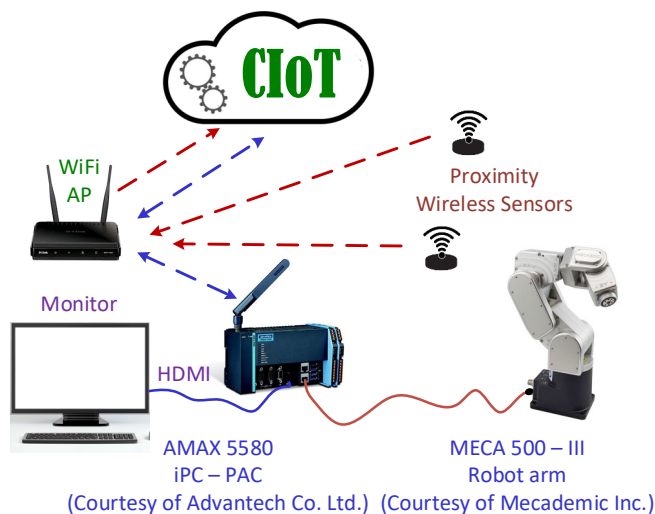 CIoT
WiFi
AP
Proximity
Wireless Sensors
Monitor
HDMI
AMAX 5580
iPC – PAC
(Courtesy of Advantech Co. Ltd.)
MECA 500 – III
Robot arm
(Courtesy of Mecademic Inc.)